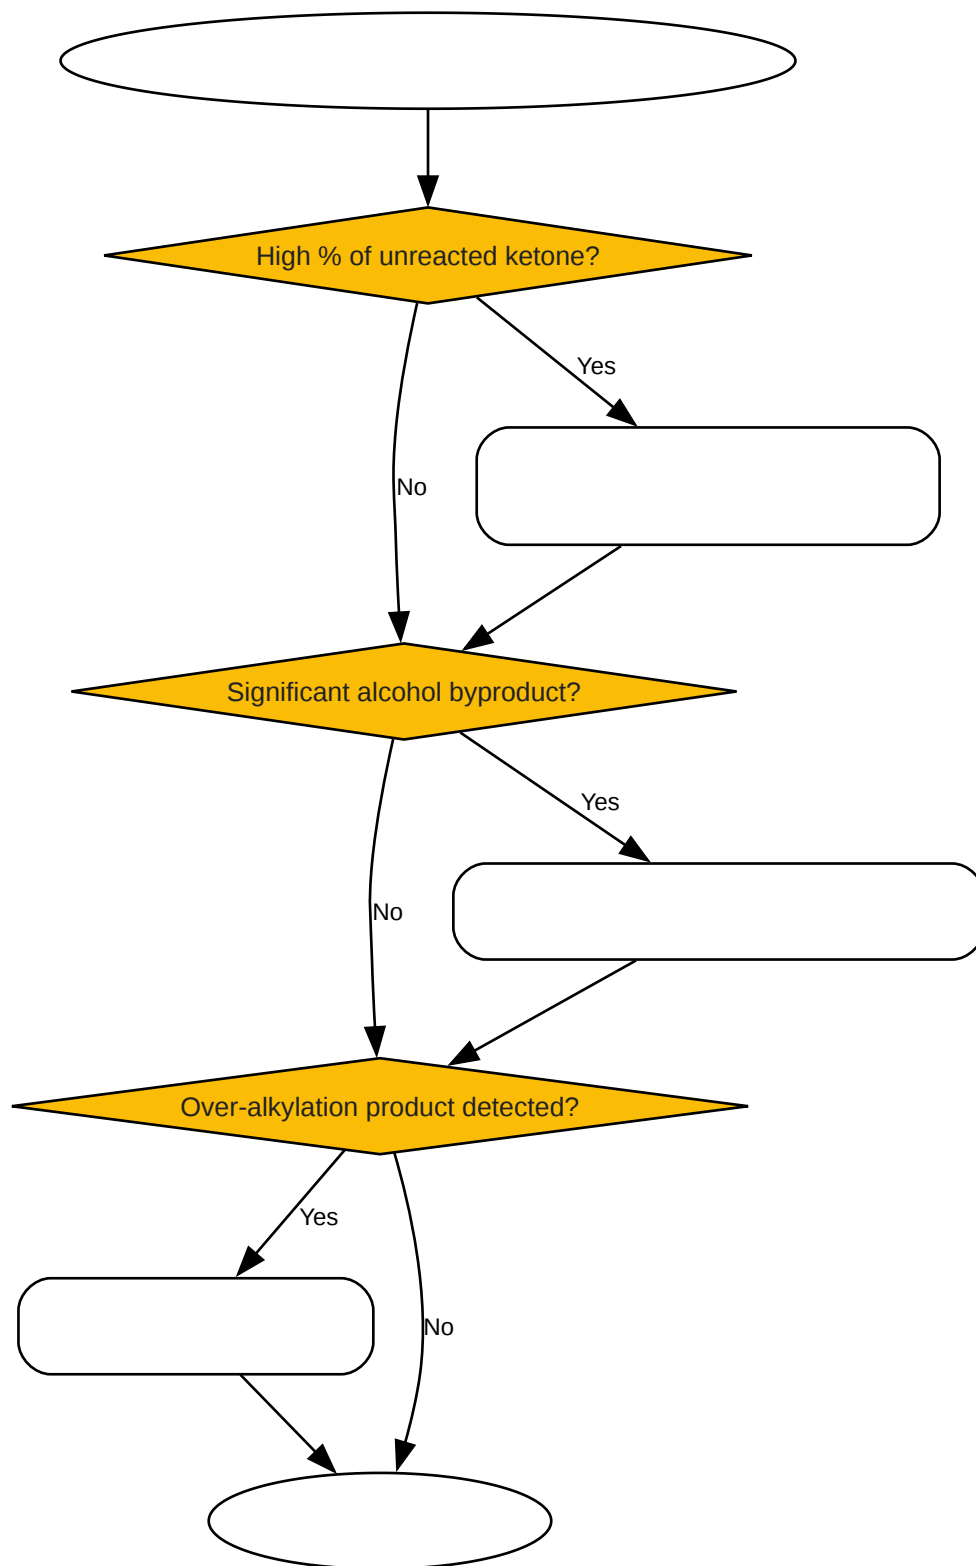 High % of unreacted ketone?
Yes
No
Significant alcohol byproduct?
Yes
No
Over-alkylation product detected?
Yes
No